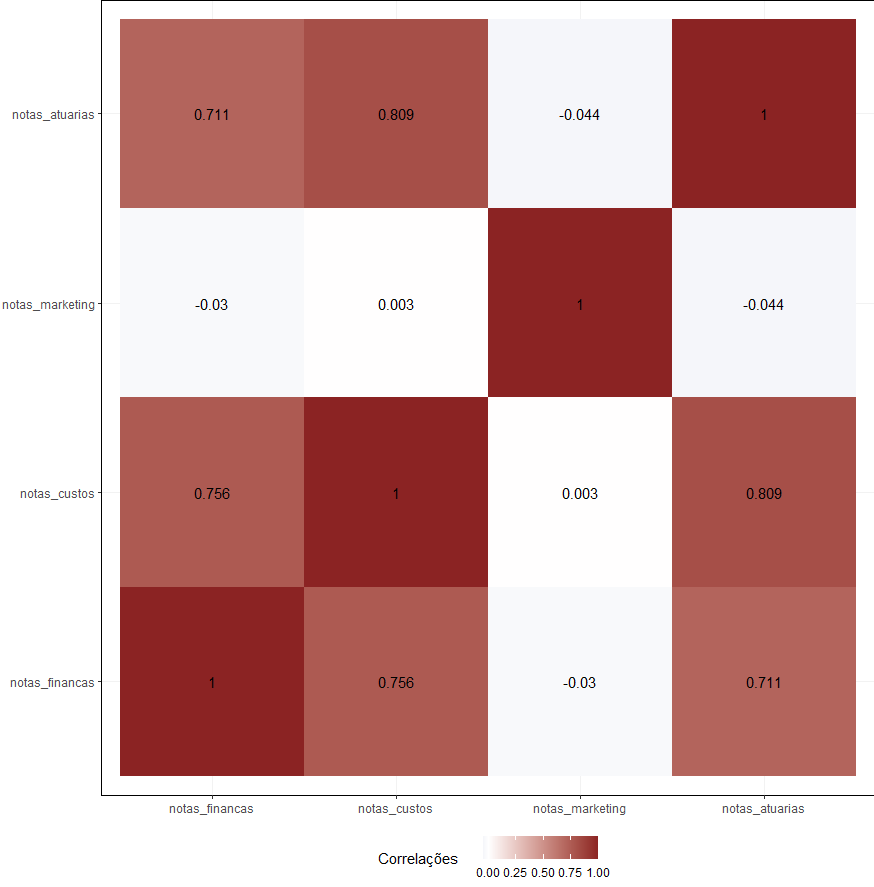 notas_atuarias 0.711 0.809 -0.044 1
notas_marketing -0.03 0.003 1 -0.044
notas_custos 0.756 1 0.003 0.809
notas_financas 1 0.756 -0.03 0.711
notas_financas notas_custos notas_marketing notas_atuarias
Correlações
0.00 0.25 0.50 0.75 1.00